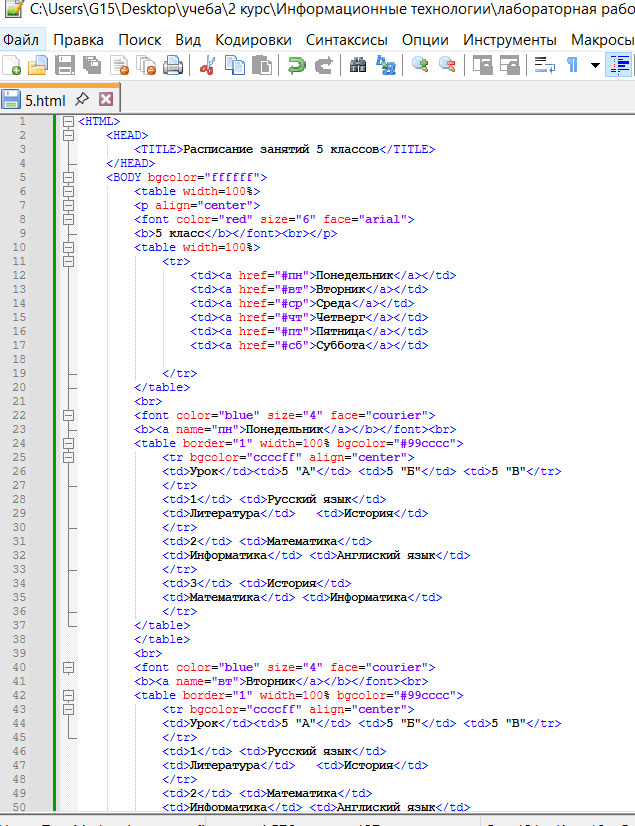 C:\Users\G15\Desktop\учеба\2 курс\Информационные технологии\лабораторная рабо
Файл Правка Поиск Вид Кодировки Синтаксисы Опции Инструменты Макросы
5.html
1 <HTML>
2 <HEAD>
3 <TITLE>Расписание занятий 5 классов</TITLE>
4 </HEAD>
5 <BODY bgcolor="ffffff">
6 <table width=100%>
7 <p align="center">
8 <font color="red" size="6" face="arial">
9 <b>5 класс</b></font><br></p>
10 <table width=100%>
11 <tr>
12 <td><a href="#пн">Понедельник</a></td>
13 <td><a href="#вт">Вторник</a></td>
14 <td><a href="#ср">Среда</a></td>
15 <td><a href="#чт">Четверг</a></td>
16 <td><a href="#пт">Пятница</a></td>
17 <td><a href="#сб">Суббота</a></td>
18
19 </tr>
20 </table>
21 <br>
22 <font color="blue" size="4" face="courier">
23 <b><a name="пн">Понедельник</a></b></font><br>
24 <table border="1" width=100% bgcolor="#99cccc">
25 <tr bgcolor="ccccff" align="center">
26 <td>Урок</td><td>5 "А"</td> <td>5 "Б"</td> <td>5 "В"</tr>
27 </tr>
28 <td>1</td> <td>Русский язык</td>
29 <td>Литература</td> <td>История</td>
30 </tr>
31 <td>2</td> <td>Математика</td>
32 <td>Информатика</td> <td>Англиский язык</td>
33 </tr>
34 <td>3</td> <td>История</td>
35 <td>Математика</td> <td>Информатика</td>
36 </tr>
37 </table>
38 </table>
39 <br>
40 <font color="blue" size="4" face="courier">
41 <b><a name="вт">Вторник</a></b></font><br>
42 <table border="1" width=100% bgcolor="#99cccc">
43 <tr bgcolor="ccccff" align="center">
44 <td>Урок</td><td>5 "А"</td> <td>5 "Б"</td> <td>5 "В"</tr>
45 </tr>
46 <td>1</td> <td>Русский язык</td>
47 <td>Литература</td> <td>История</td>
48 </tr>
49 <td>2</td> <td>Математика</td>
50 <td>Информатика</td> <td>Англиский язык</td>